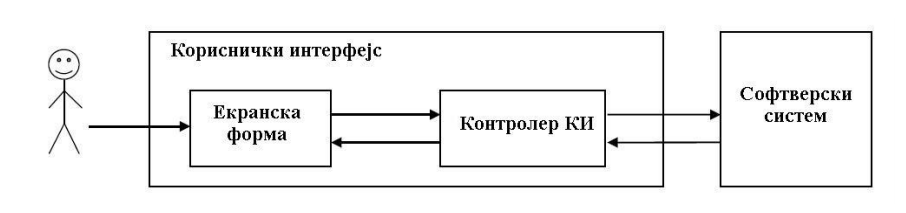 Кориснички интерфејс
Екранска
форма
Контролер КИ
Софтверски
систем